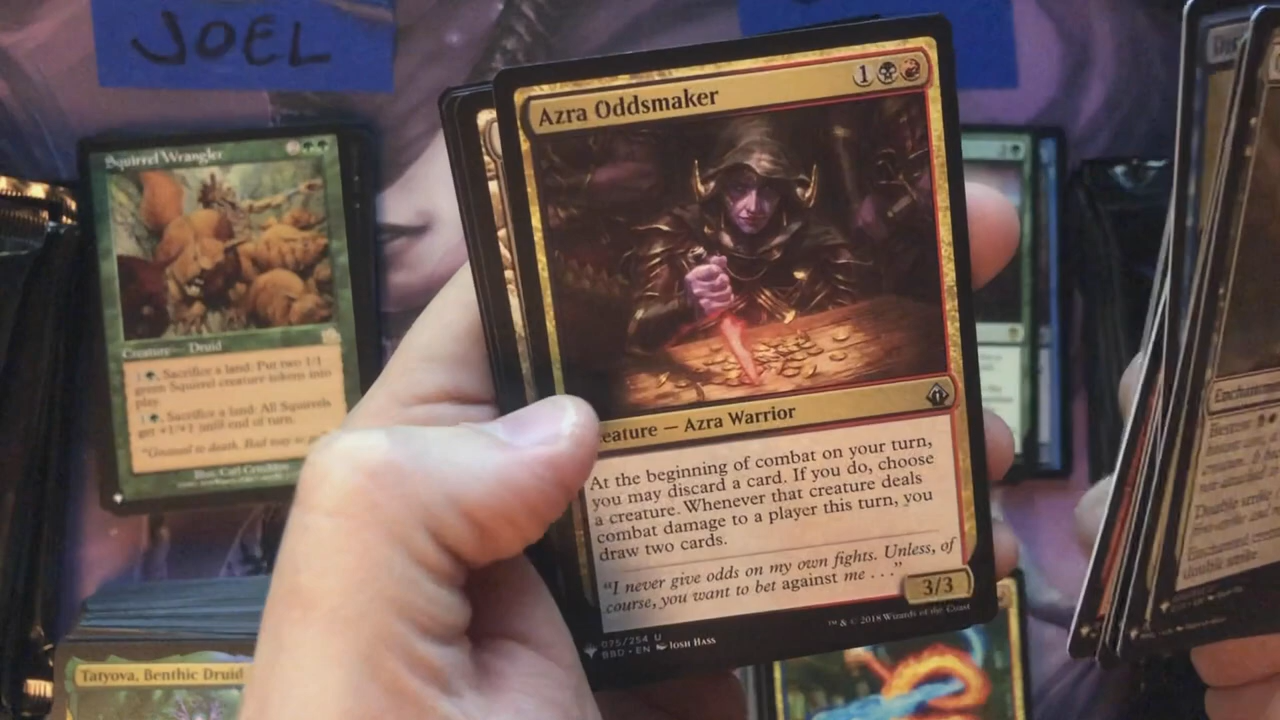 JOEL
Squirrel Wrangler
Creature — Druid
Sacrifice a land: Put two 1/1
green Squirrel creature tokens into
play.
Sacrifice a land: All Squirrels
get +1/+1 until end of turn.
Tatyova, Benthic Druid
Azra Oddsmaker
1
eature — Azra Warrior
At the beginning of combat on your turn,
you may discard a card. If you do, choose
a creature. Whenever that creature deals
combat damage to a player this turn, you
draw two cards.
"I never give odds on my own fights. Unless, of
course, you want to bet against me . . ."
3/3
075/254 U
BBD • EN Josh Hass
™ & © 2018 Wizards of the Coast
Double strike
double strike